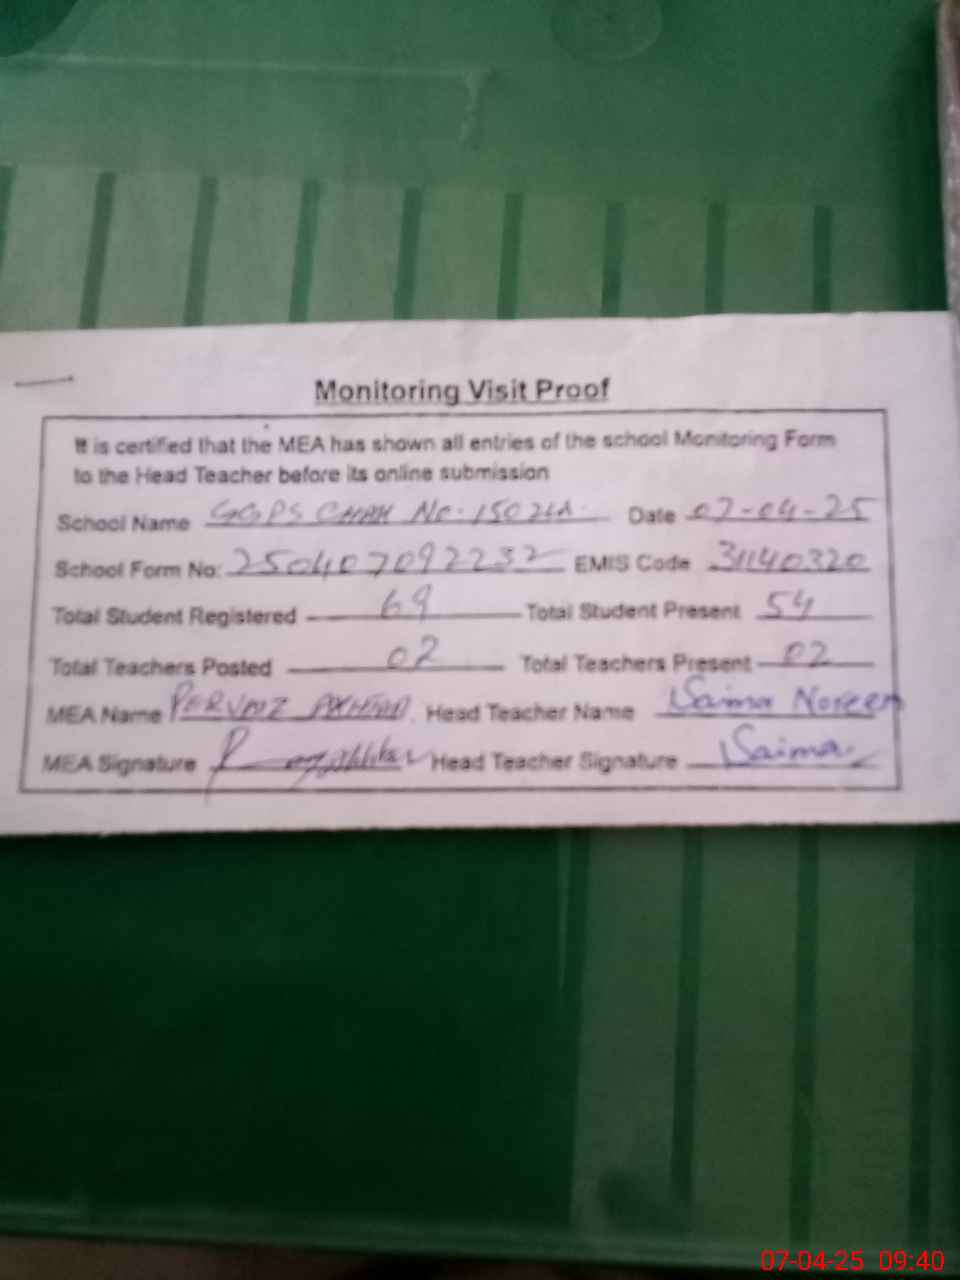 Monitoring Visit Proof
It is certified that the MEA has shown all entries of the school Monitoring Form
to the Head Teacher before its online submission
School Name GGPS CHAK No. Date 07-04-25
School Form No: 250407092232 EMIS Code 31140320
Total Student Registered 69 Total Student Present 54
Total Teachers Posted 02 Total Teachers Present 02
MEA Name Head Teacher Name Saima Noreen
MEA Signature Head Teacher Signature Saima
07-04-25 09:40